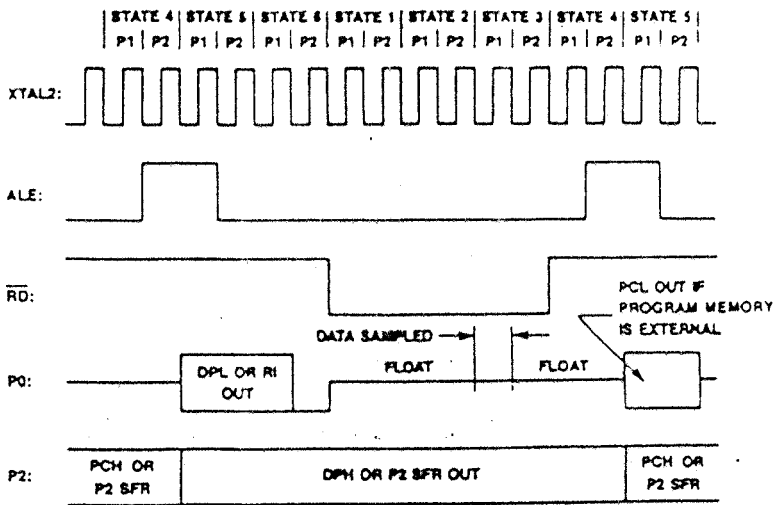 STATE 4 STATE 5 STATE 6 STATE 1 STATE 2 STATE 3 STATE 4 STATE 5
P1 P2 P1 P2 P1 P2 P1 P2 P1 P2 P1 P2 P1 P2 P1 P2
XTAL2:
ALE:
RD:
PCL OUT IF
PROGRAM MEMORY
IS EXTERNAL
DATA SAMPLED
P0:
DPL OR RI
OUT
FLOAT
FLOAT
P2:
PCH OR
P2 SFR
DPH OR P2 SFR OUT
PCH OR
P2 SFR